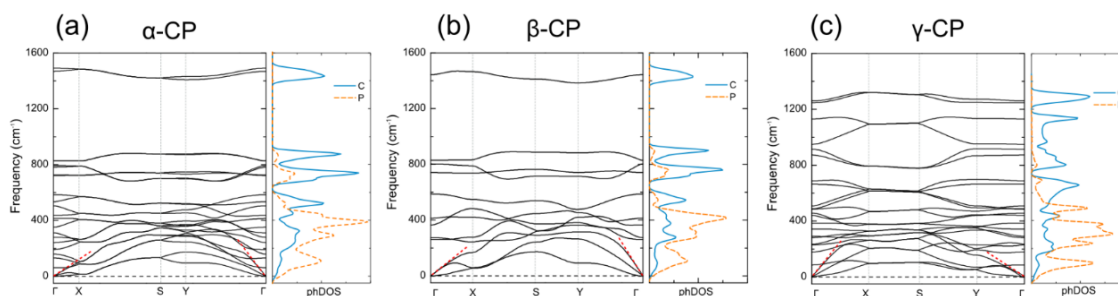 (a) α-CP
(b) β-CP
(c) γ-CP
1600
1200
800
400
0
Frequency (cm⁻¹)
Γ X S Y Γ
C
P
phDOS
1600
1200
800
400
0
Frequency (cm⁻¹)
Γ X S Y Γ
C
P
phDOS
1600
1200
800
400
0
Frequency (cm⁻¹)
Γ X S Y Γ
phDOS